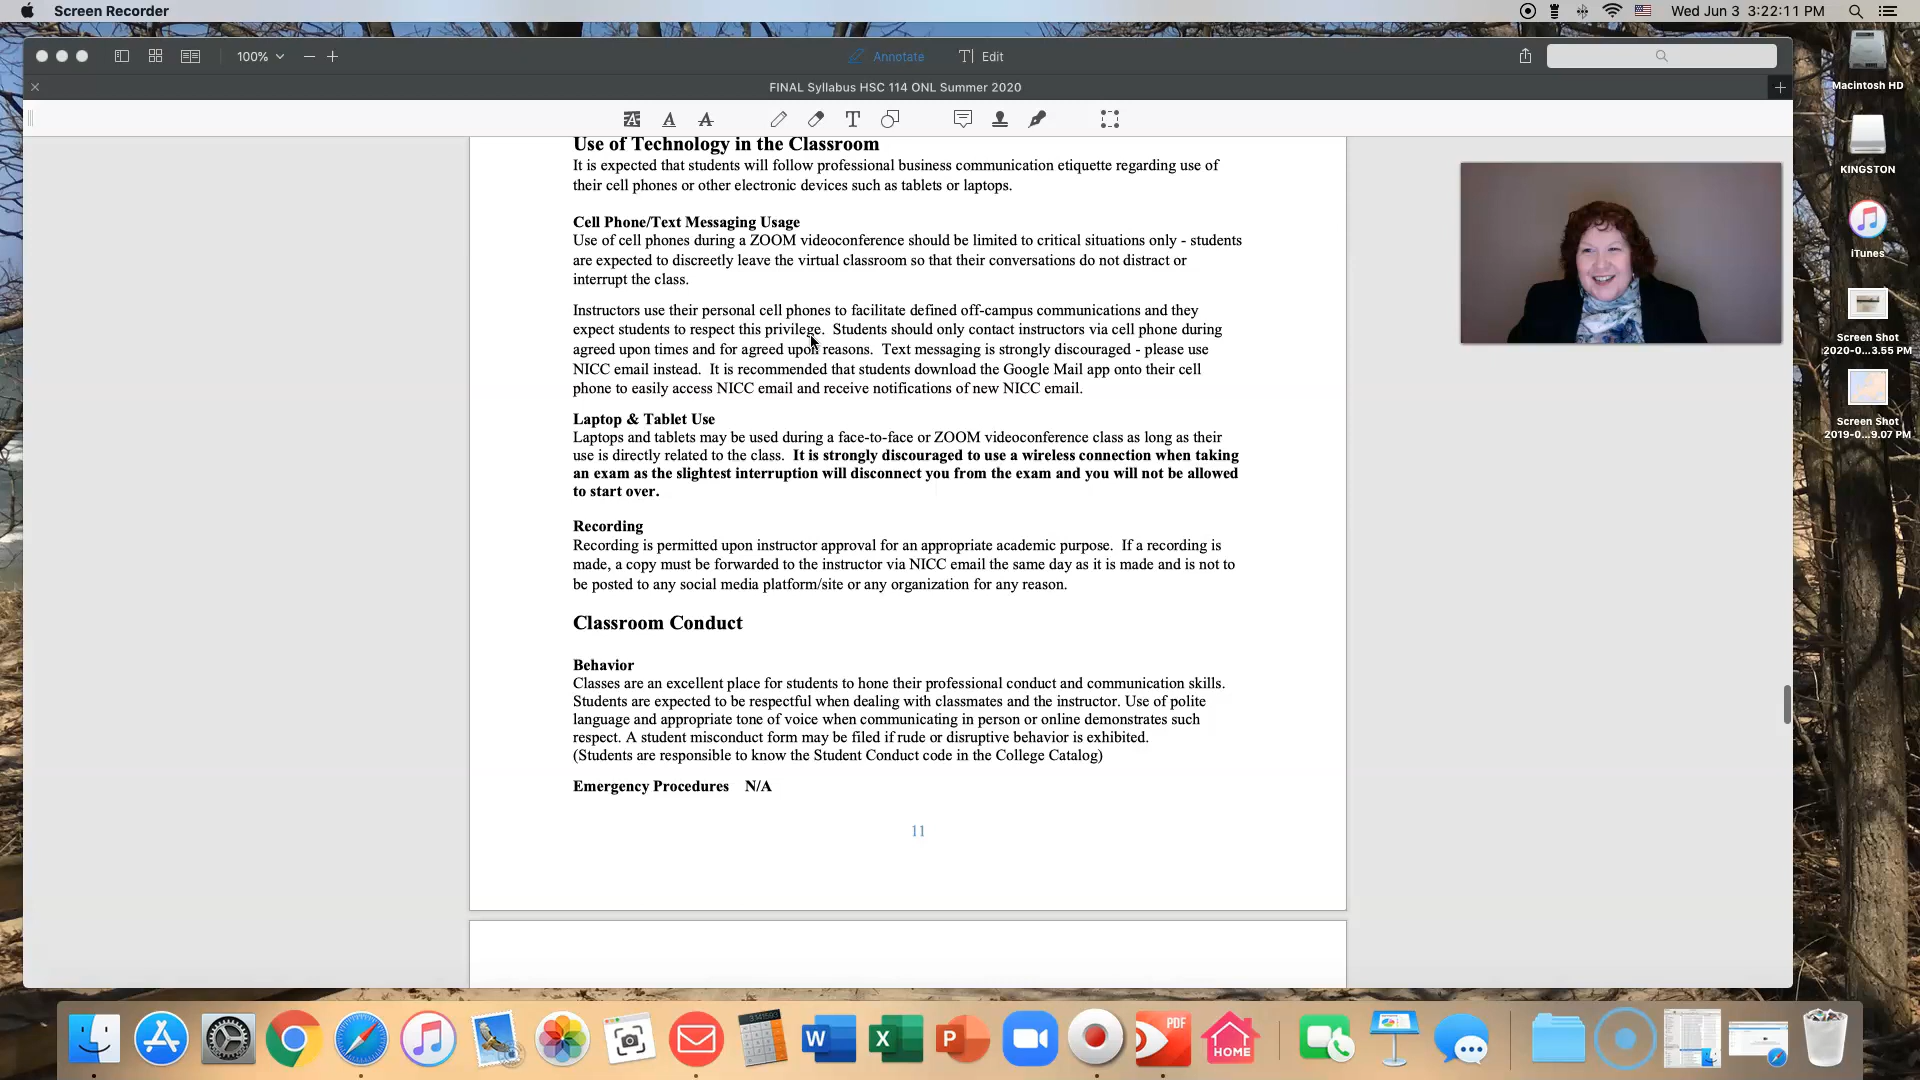 Screen Recorder
Wed Jun 3 3:22:11 PM
100%
Annotate
Edit
FINAL Syllabus HSC 114 ONL Summer 2020
Use of Technology in the Classroom
It is expected that students will follow professional business communication etiquette regarding use of
their cell phones or other electronic devices such as tablets or laptops.
Cell Phone/Text Messaging Usage
Use of cell phones during a ZOOM videoconference should be limited to critical situations only - students
are expected to discreetly leave the virtual classroom so that their conversations do not distract or
interrupt the class.
Instructors use their personal cell phones to facilitate defined off-campus communications and they
expect students to respect this privilege. Students should only contact instructors via cell phone during
agreed upon times and for agreed upon reasons. Text messaging is strongly discouraged - please use
NICC email instead. It is recommended that students download the Google Mail app onto their cell
phone to easily access NICC email and receive notifications of new NICC email.
Laptop & Tablet Use
Laptops and tablets may be used during a face-to-face or ZOOM videoconference class as long as their
use is directly related to the class. It is strongly discouraged to use a wireless connection when taking
an exam as the slightest interruption will disconnect you from the exam and you will not be allowed
to start over.
Recording
Recording is permitted upon instructor approval for an appropriate academic purpose. If a recording is
made, a copy must be forwarded to the instructor via NICC email the same day as it is made and is not to
be posted to any social media platform/site or any organization for any reason.
Classroom Conduct
Behavior
Classes are an excellent place for students to hone their professional conduct and communication skills.
Students are expected to be respectful when dealing with classmates and the instructor. Use of polite
language and appropriate tone of voice when communicating in person or online demonstrates such
respect. A student misconduct form may be filed if rude or disruptive behavior is exhibited.
(Students are responsible to know the Student Conduct code in the College Catalog)
Emergency Procedures N/A
11
Macintosh HD
KINGSTON
iTunes
Screen Shot
2020-0...3.55 PM
Screen Shot
2019-0...9.07 PM
W
X
P
PDF
HOME